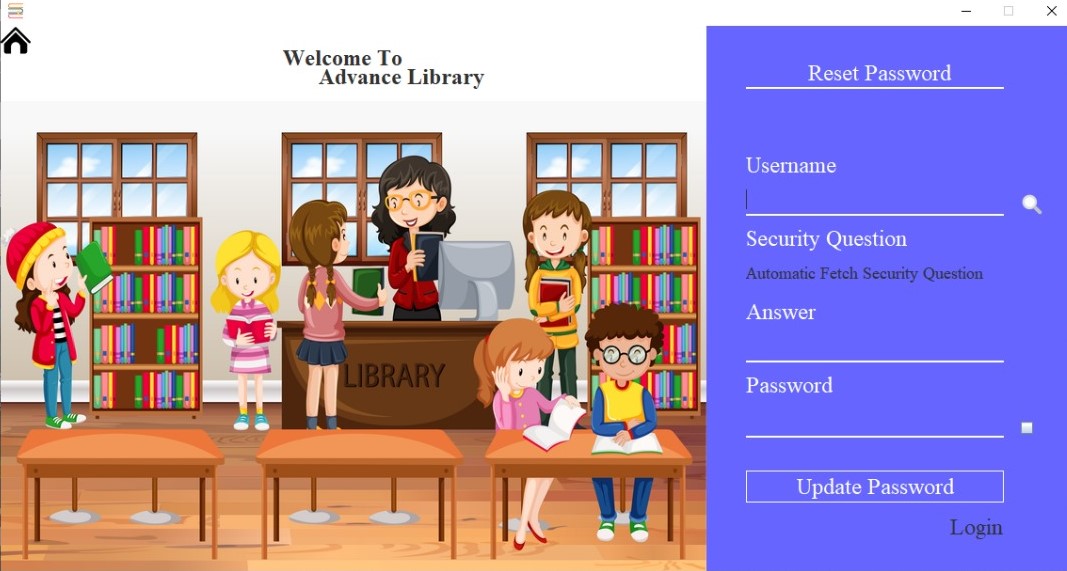 Welcome To
Advance Library
LIBRARY
Reset Password
Username
Security Question
Automatic Fetch Security Question
Answer
Password
Update Password
Login